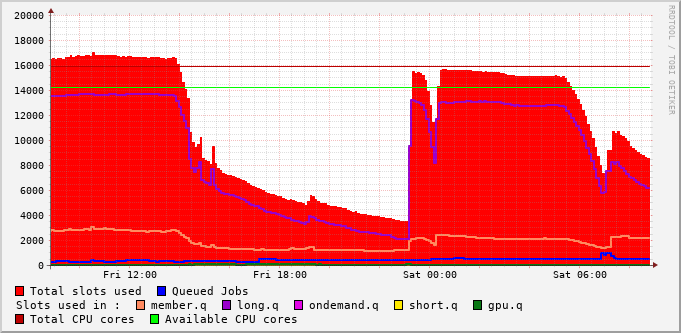 20000
18000
16000
14000
12000
10000
8000
6000
4000
2000
0
Fri 12:00 Fri 18:00 Sat 00:00 Sat 06:00
RRDTOOL / TOBI OETIKER
Total slots used Queued Jobs
Slots used in : member.q long.q ondemand.q short.q gpu.q
Total CPU cores Available CPU cores